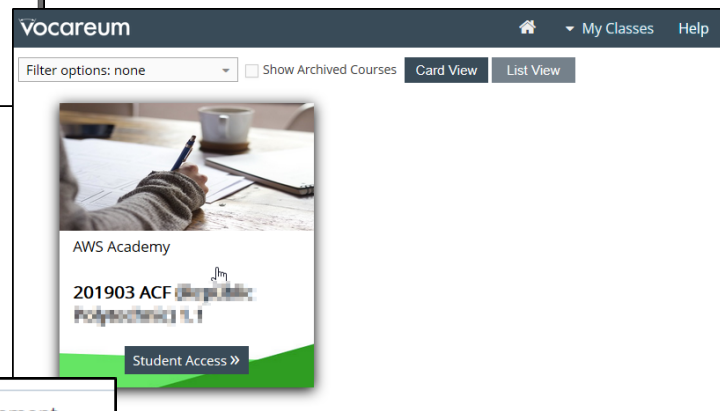 vocareum
My Classes
Help
Filter options: none
Show Archived Courses
Card View
List View
AWS Academy
201903 ACF
Student Access »